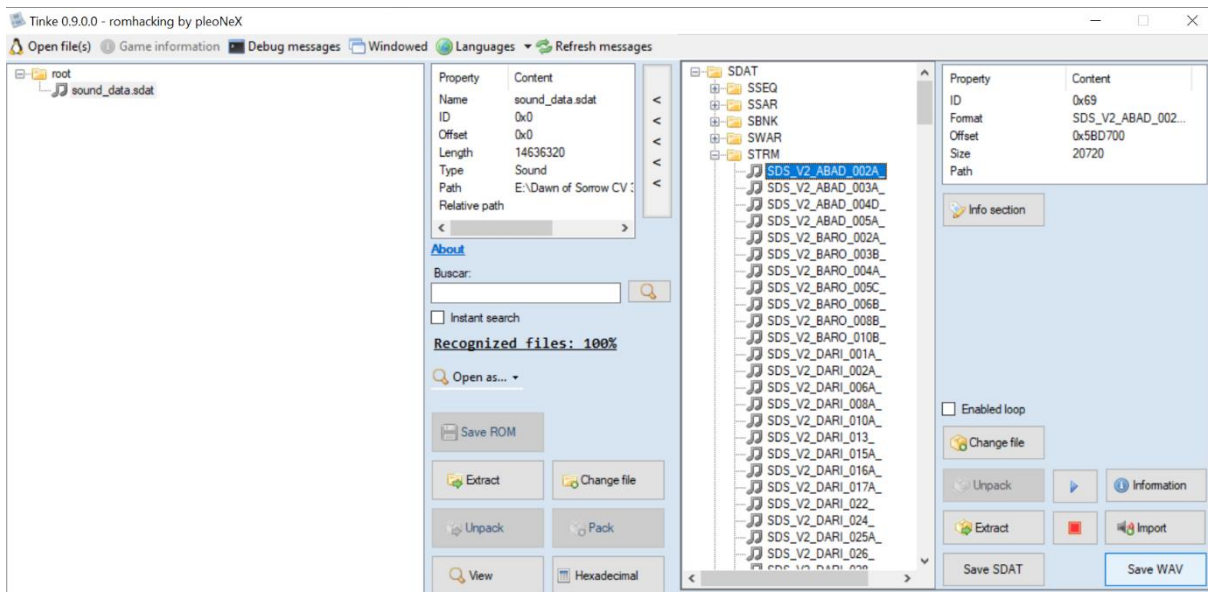 Tinke 0.9.0.0 - romhacking by pleoNeX
Open file(s) Game information Debug messages Windowed Languages Refresh messages
root
sound_data.sdat
Property Content
Name sound_data.sdat
ID 0x0
Offset 0x0
Length 14636320
Type Sound
Path E:\Dawn of Sorrow CV
Relative path
<
<
<
<
<
About
Buscar:
Instant search
Recognized files: 100%
Open as...
Save ROM
Extract Change file
Unpack Pack
View Hexadecimal
SDAT
SSEQ
SSAR
SBNK
SWAR
STRM
SDS_V2_ABAD_002A_
SDS_V2_ABAD_003A_
SDS_V2_ABAD_004D_
SDS_V2_ABAD_005A_
SDS_V2_BARO_002A_
SDS_V2_BARO_003B_
SDS_V2_BARO_004A_
SDS_V2_BARO_005C_
SDS_V2_BARO_006B_
SDS_V2_BARO_008B_
SDS_V2_BARO_010B_
SDS_V2_DARI_001A_
SDS_V2_DARI_002A_
SDS_V2_DARI_006A_
SDS_V2_DARI_008A_
SDS_V2_DARI_010A_
SDS_V2_DARI_013_
SDS_V2_DARI_015A_
SDS_V2_DARI_016A_
SDS_V2_DARI_017A_
SDS_V2_DARI_022_
SDS_V2_DARI_024_
SDS_V2_DARI_025A_
SDS_V2_DARI_026_
Property Content
ID 0x69
Format SDS_V2_ABAD_002...
Offset 0x5BD700
Size 20720
Path
Info section
Enabled loop
Change file
Unpack Information
Extract Import
Save SDAT Save WAV